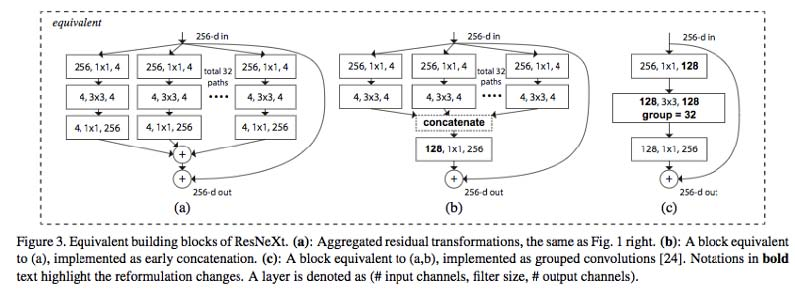 equivalent
256-d in
256, 1x1, 4
256, 1x1, 4
256, 1x1, 4
total 32
paths
4, 3x3, 4
4, 3x3, 4
....
4, 3x3, 4
4, 1x1, 256
4, 1x1, 256
4, 1x1, 256
+
+
256-d out
(a)
256-d in
256, 1x1, 4
256, 1x1, 4
256, 1x1, 4
total 32
paths
4, 3x3, 4
4, 3x3, 4
....
4, 3x3, 4
concatenate
128, 1x1, 256
+
256-d out
(b)
256-d in
256, 1x1, 128
128, 3x3, 128
group = 32
128, 1x1, 256
+
256-d out
(c)
Figure 3. Equivalent building blocks of ResNeXt. (a): Aggregated residual transformations, the same as Fig. 1 right. (b): A block equivalent
to (a), implemented as early concatenation. (c): A block equivalent to (a,b), implemented as grouped convolutions [24]. Notations in bold
text highlight the reformulation changes. A layer is denoted as (# input channels, filter size, # output channels).